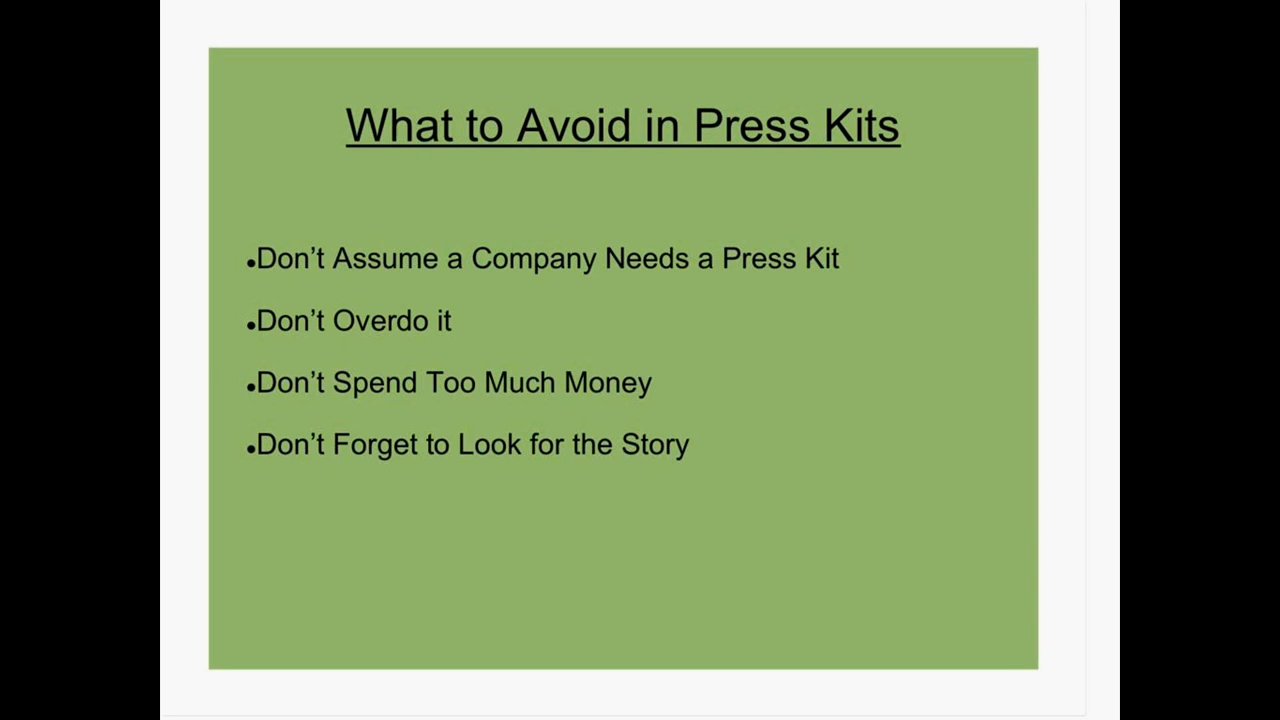 What to Avoid in Press Kits
•Don’t Assume a Company Needs a Press Kit
•Don’t Overdo it
•Don’t Spend Too Much Money
•Don’t Forget to Look for the Story